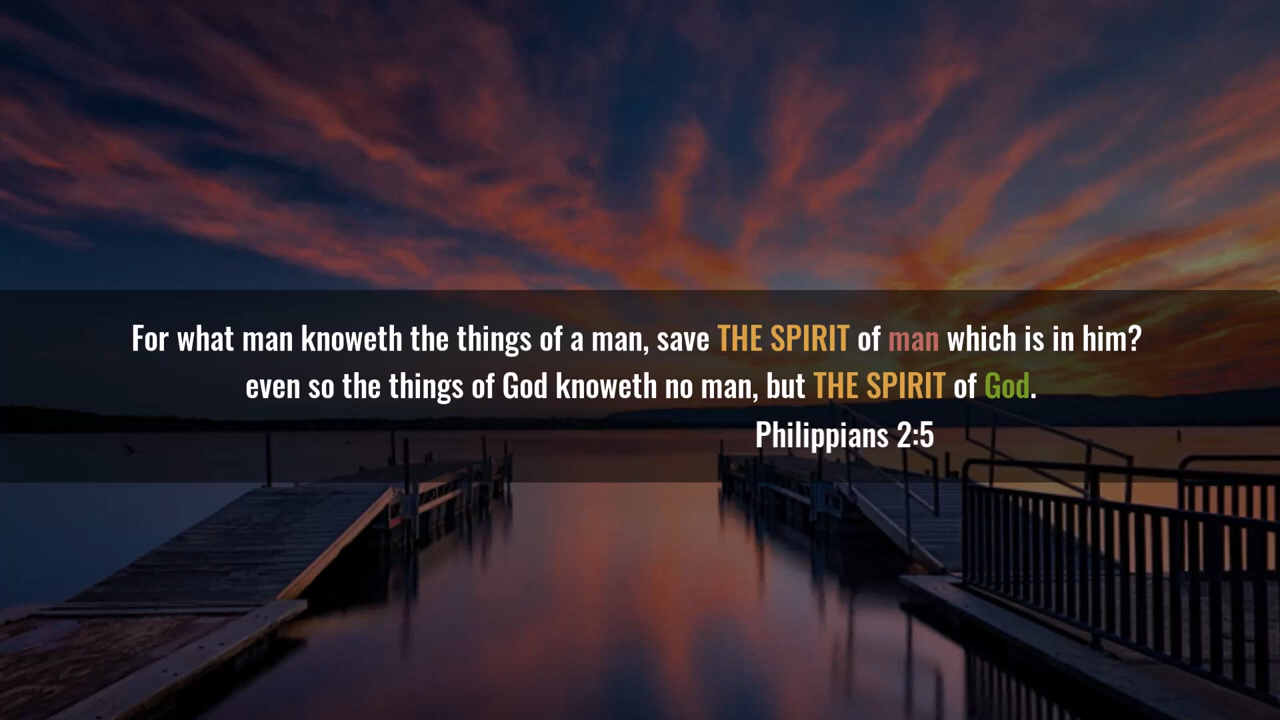 For what man knoweth the things of a man, save THE SPIRIT of man which is in him?
even so the things of God knoweth no man, but THE SPIRIT of God.
Philippians 2:5